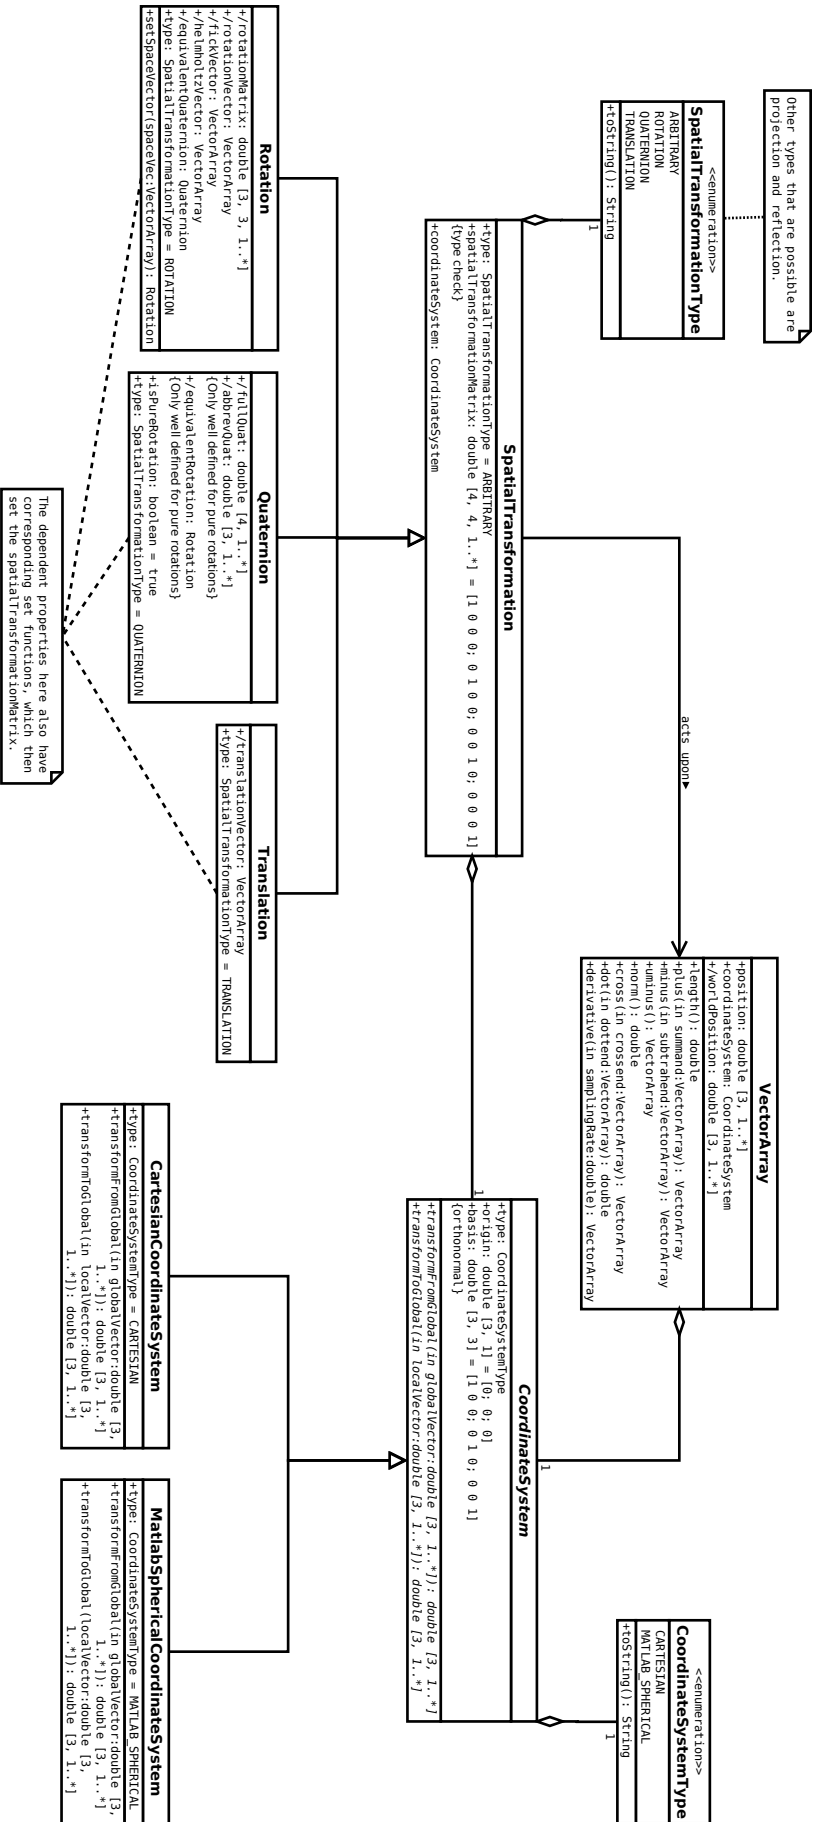 Other types that are possible are
projection and reflection.
<<enumeration>>
SpatialTransformationType
ARBITRARY
ROTATION
QUATERNION
TRANSLATION
+toString(): String
1
acts upon▶
VectorArray
+position: double [3, 1..*]
+coordinateSystem: CoordinateSystem
+/worldPosition: double [3, 1..*]
+length(): double
+plus(in summand:VectorArray): VectorArray
+minus(in subtrahend:VectorArray): VectorArray
+uminus(): VectorArray
+norm(): double
+cross(in crossend:VectorArray): VectorArray
+dot(in dottend:VectorArray): double
+derivative(in samplingRate:double): VectorArray
<<enumeration>>
CoordinateSystemType
CARTESIAN
MATLAB_SPHERICAL
+toString(): String
1
SpatialTransformation
+type: SpatialTransformationType = ARBITRARY
+spatialTransformationMatrix: double [4, 4, 1..*] = [1 0 0 0; 0 1 0 0; 0 0 1 0; 0 0 0 1]
{type check}
+coordinateSystem: CoordinateSystem
1
1
CoordinateSystem
+type: CoordinateSystemType
+origin: double [3, 1] = [0; 0; 0]
+basis: double [3, 3] = [1 0 0; 0 1 0; 0 0 1]
{orthonormal}
+transformFromGlobal(in globalVector:double [3, 1..*]): double [3, 1..*]
+transformToGlobal(in localVector:double [3, 1..*]): double [3, 1..*]
Rotation
+/rotationMatrix: double [3, 3, 1..*]
+/rotationVector: VectorArray
+/fickVector: VectorArray
+/helmholtzVector: VectorArray
+/equivalentQuaternion: Quaternion
+type: SpatialTransformationType = ROTATION
+setSpaceVector(spaceVec:VectorArray): Rotation
Quaternion
+/fullQuat: double [4, 1..*]
+/abbrevQuat: double [3, 1..*]
{Only well defined for pure rotations}
+/equivalentRotation: Rotation
{Only well defined for pure rotations}
+isPureRotation: boolean = true
+type: SpatialTransformationType = QUATERNION
Translation
+/translationVector: VectorArray
+type: SpatialTransformationType = TRANSLATION
CartesianCoordinateSystem
+type: CoordinateSystemType = CARTESIAN
+transformFromGlobal(in globalVector:double [3,
1..*]): double [3, 1..*]
+transformToGlobal(in localVector:double [3,
1..*]): double [3, 1..*]
MatlabSphericalCoordinateSystem
+type: CoordinateSystemType = MATLAB_SPHERICAL
+transformFromGlobal(in globalVector:double [3,
1..*]): double [3, 1..*]
+transformToGlobal(localVector:double [3,
1..*]): double [3, 1..*]
The dependent properties here also have
corresponding set functions, which then
set the spatialTransformationMatrix.